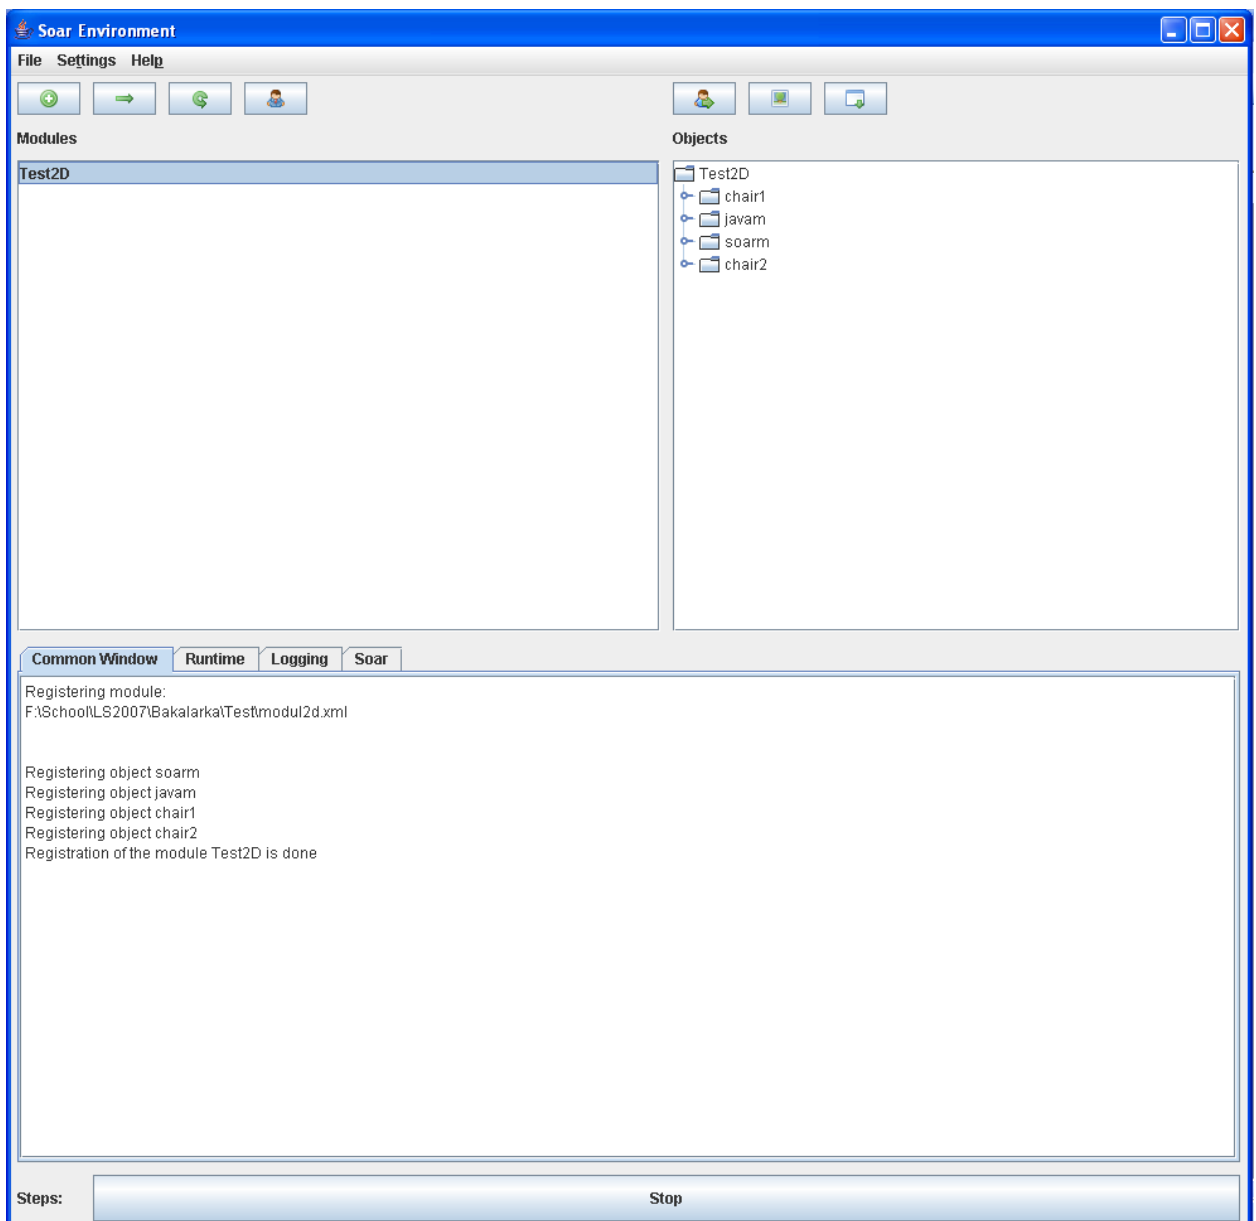 Soar Environment
File Settings Help
Modules
Objects
Test2D
Test2D
chair1
javam
soarm
chair2
Common Window Runtime Logging Soar
Registering module:
F:\School\LS2007\Bakalarka\Test\modul2d.xml
Registering object soarm
Registering object javam
Registering object chair1
Registering object chair2
Registration of the module Test2D is done
Steps: Stop